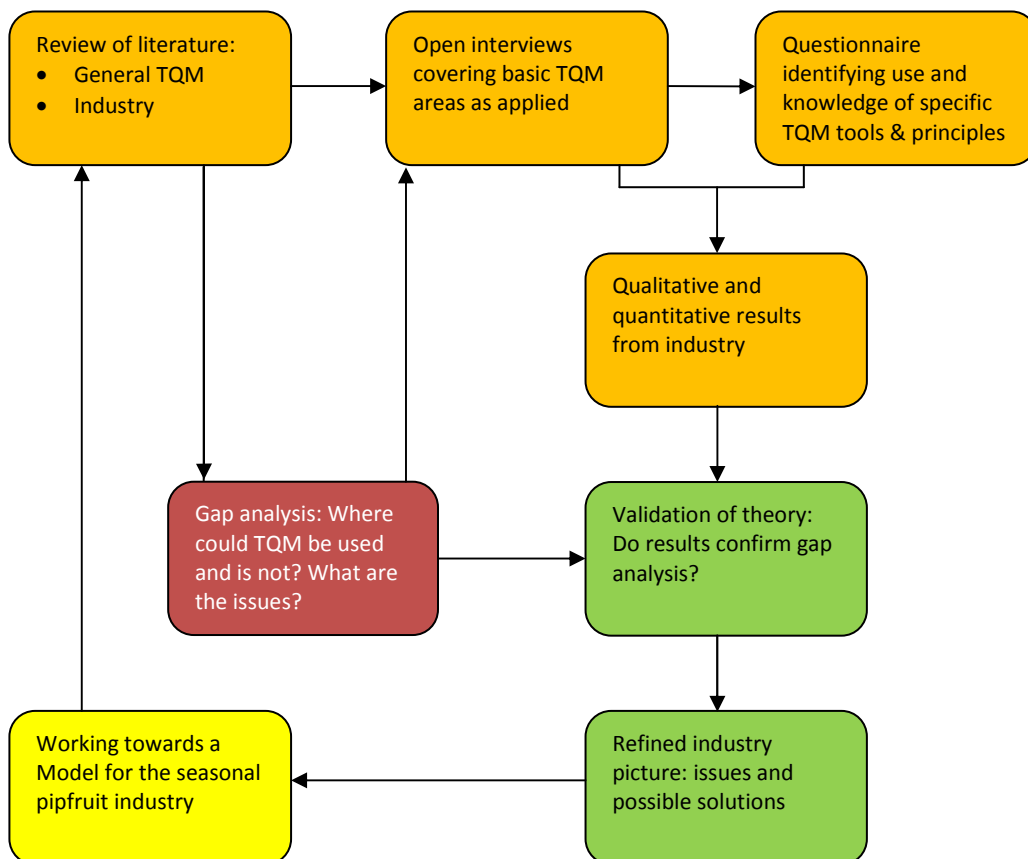 Review of literature:
• General TQM
• Industry
Open interviews
covering basic TQM
areas as applied
Questionnaire
identifying use and
knowledge of specific
TQM tools & principles
Qualitative and
quantitative results
from industry
Gap analysis: Where
could TQM be used
and is not? What are
the issues?
Validation of theory:
Do results confirm gap
analysis?
Working towards a
Model for the seasonal
pipfruit industry
Refined industry
picture: issues and
possible solutions